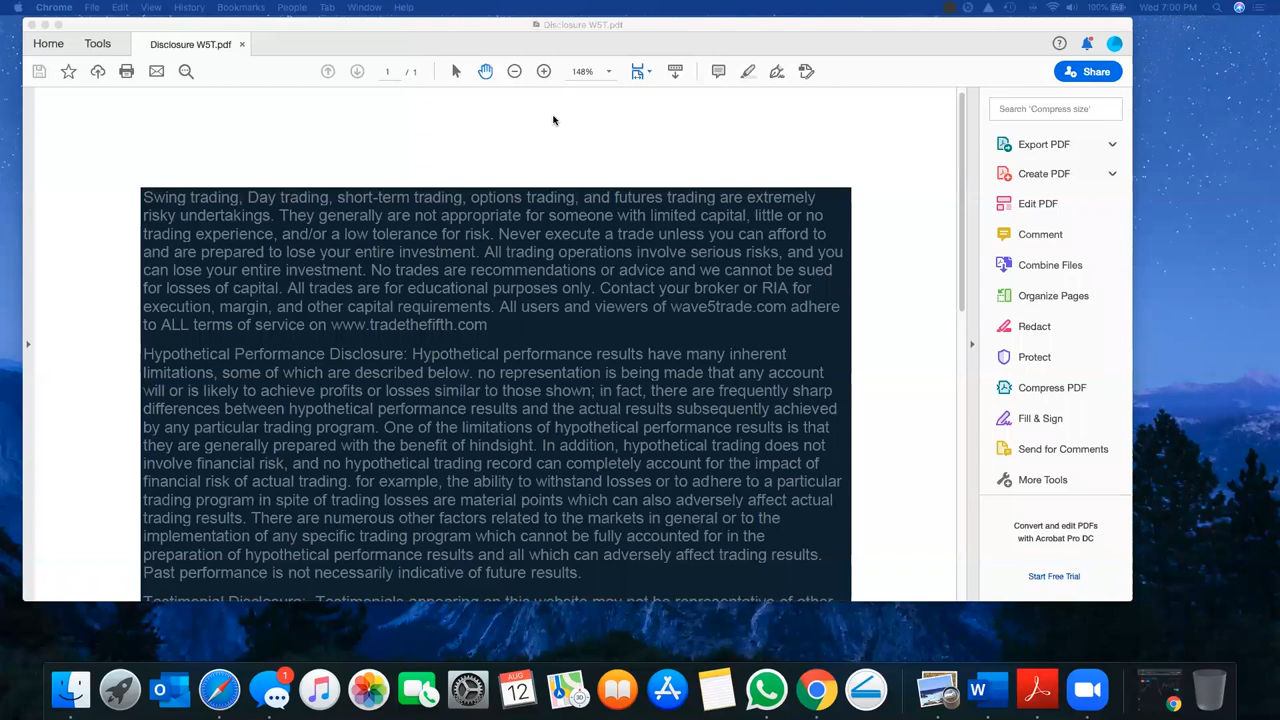 Chrome File Edit View History Bookmarks People Tab Window Help 100% Wed 7:00 PM
Disclosure W5T.pdf
Home Tools Disclosure W5T.pdf ×
1 / 1 148% Share
Search 'Compress size'
Export PDF
Create PDF
Edit PDF
Comment
Combine Files
Organize Pages
Redact
Protect
Compress PDF
Fill & Sign
Send for Comments
More Tools
Convert and edit PDFs
with Acrobat Pro DC
Start Free Trial
Swing trading, Day trading, short-term trading, options trading, and futures trading are extremely
risky undertakings. They generally are not appropriate for someone with limited capital, little or no
trading experience, and/or a low tolerance for risk. Never execute a trade unless you can afford to
and are prepared to lose your entire investment. All trading operations involve serious risks, and you
can lose your entire investment. No trades are recommendations or advice and we cannot be sued
for losses of capital. All trades are for educational purposes only. Contact your broker or RIA for
execution, margin, and other capital requirements. All users and viewers of wave5trade.com adhere
to ALL terms of service on www.tradethefifth.com
Hypothetical Performance Disclosure: Hypothetical performance results have many inherent
limitations, some of which are described below. no representation is being made that any account
will or is likely to achieve profits or losses similar to those shown; in fact, there are frequently sharp
differences between hypothetical performance results and the actual results subsequently achieved
by any particular trading program. One of the limitations of hypothetical performance results is that
they are generally prepared with the benefit of hindsight. In addition, hypothetical trading does not
involve financial risk, and no hypothetical trading record can completely account for the impact of
financial risk of actual trading. for example, the ability to withstand losses or to adhere to a particular
trading program in spite of trading losses are material points which can also adversely affect actual
trading results. There are numerous other factors related to the markets in general or to the
implementation of any specific trading program which cannot be fully accounted for in the
preparation of hypothetical performance results and all which can adversely affect trading results.
Past performance is not necessarily indicative of future results.
Testimonial Disclosure: Testimonials appearing on this website may not be representative of other
1
AUG
12